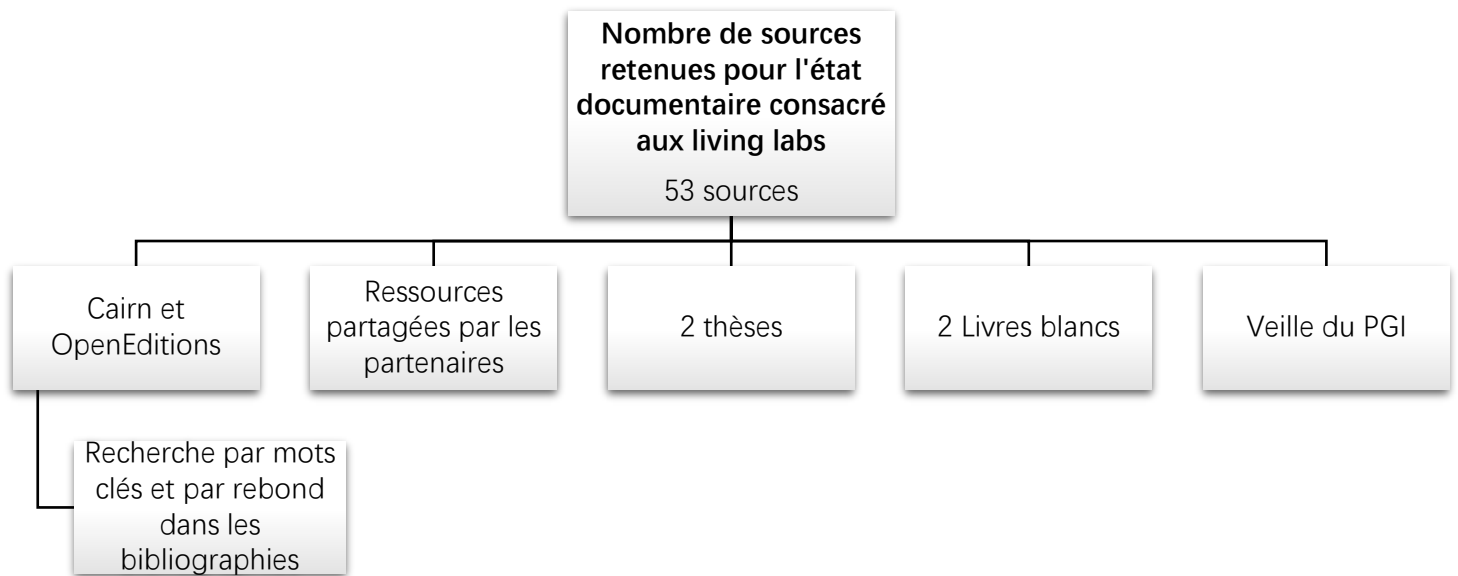 Nombre de sources
retenues pour l'état
documentaire consacré
aux living labs
53 sources
Cairn et
OpenEditions
Ressources
partagées par les
partenaires
2 thèses
2 Livres blancs
Veille du PGI
Recherche par mots
clés et par rebond
dans les
bibliographies